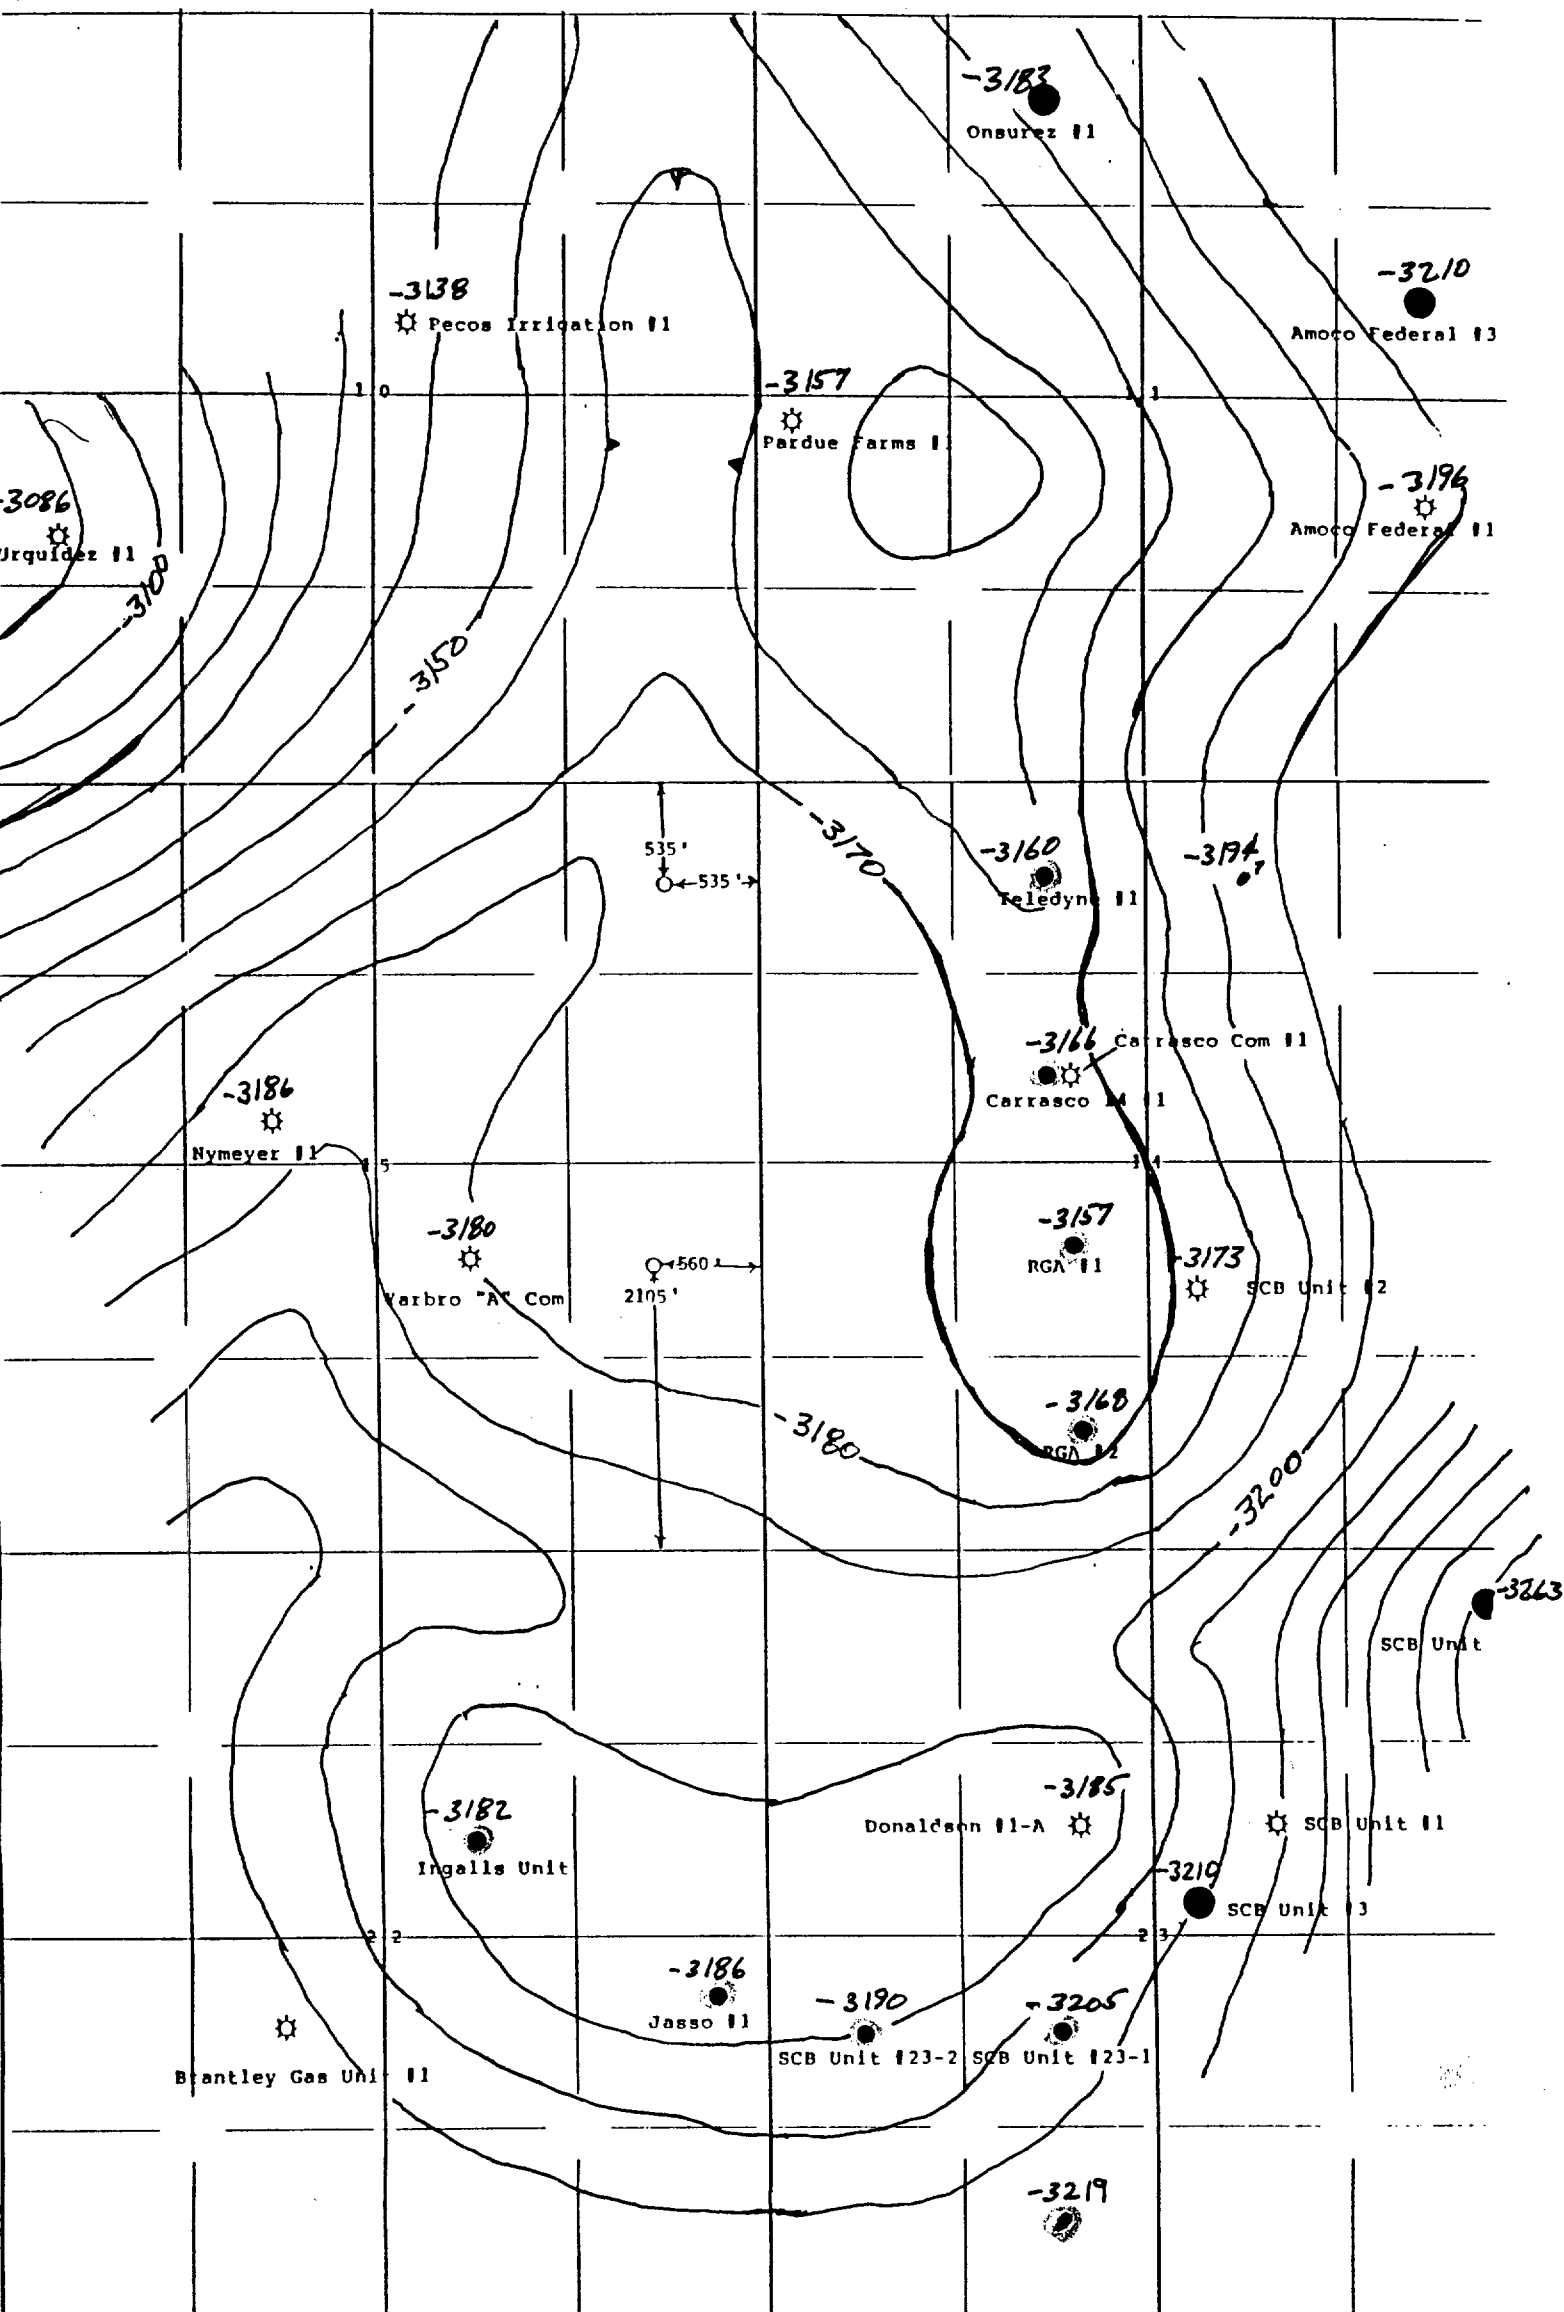 -3183
Onsurez #1
-3210
Amoco Federal #3
-3138
Pecos Irrigation #1
10
11
-3157
Pardue Farms #1
-3196
Amoco Federal #1
-3086
Urquidez #1
-3100
-3150
535'
535'
-3170
-3160
Teledyne #1
-3166
Carrasco Com #1
Carrasco 14 #1
-3186
Nymeyer #1
15
14
-3180
Yarbro "A" Com
560'
2105'
-3157
RGA #1
-3173
SCB Unit #2
-3168
RGA #2
-3180
-3200
-3263
SCB Unit
-3182
Ingalls Unit
-3185
Donaldson #1-A
SCB Unit #1
-3210
SCB Unit #3
22
23
-3186
Jasso #1
-3190
SCB Unit #23-2
-3205
SCB Unit #23-1
Brantley Gas Unit #1
-3219